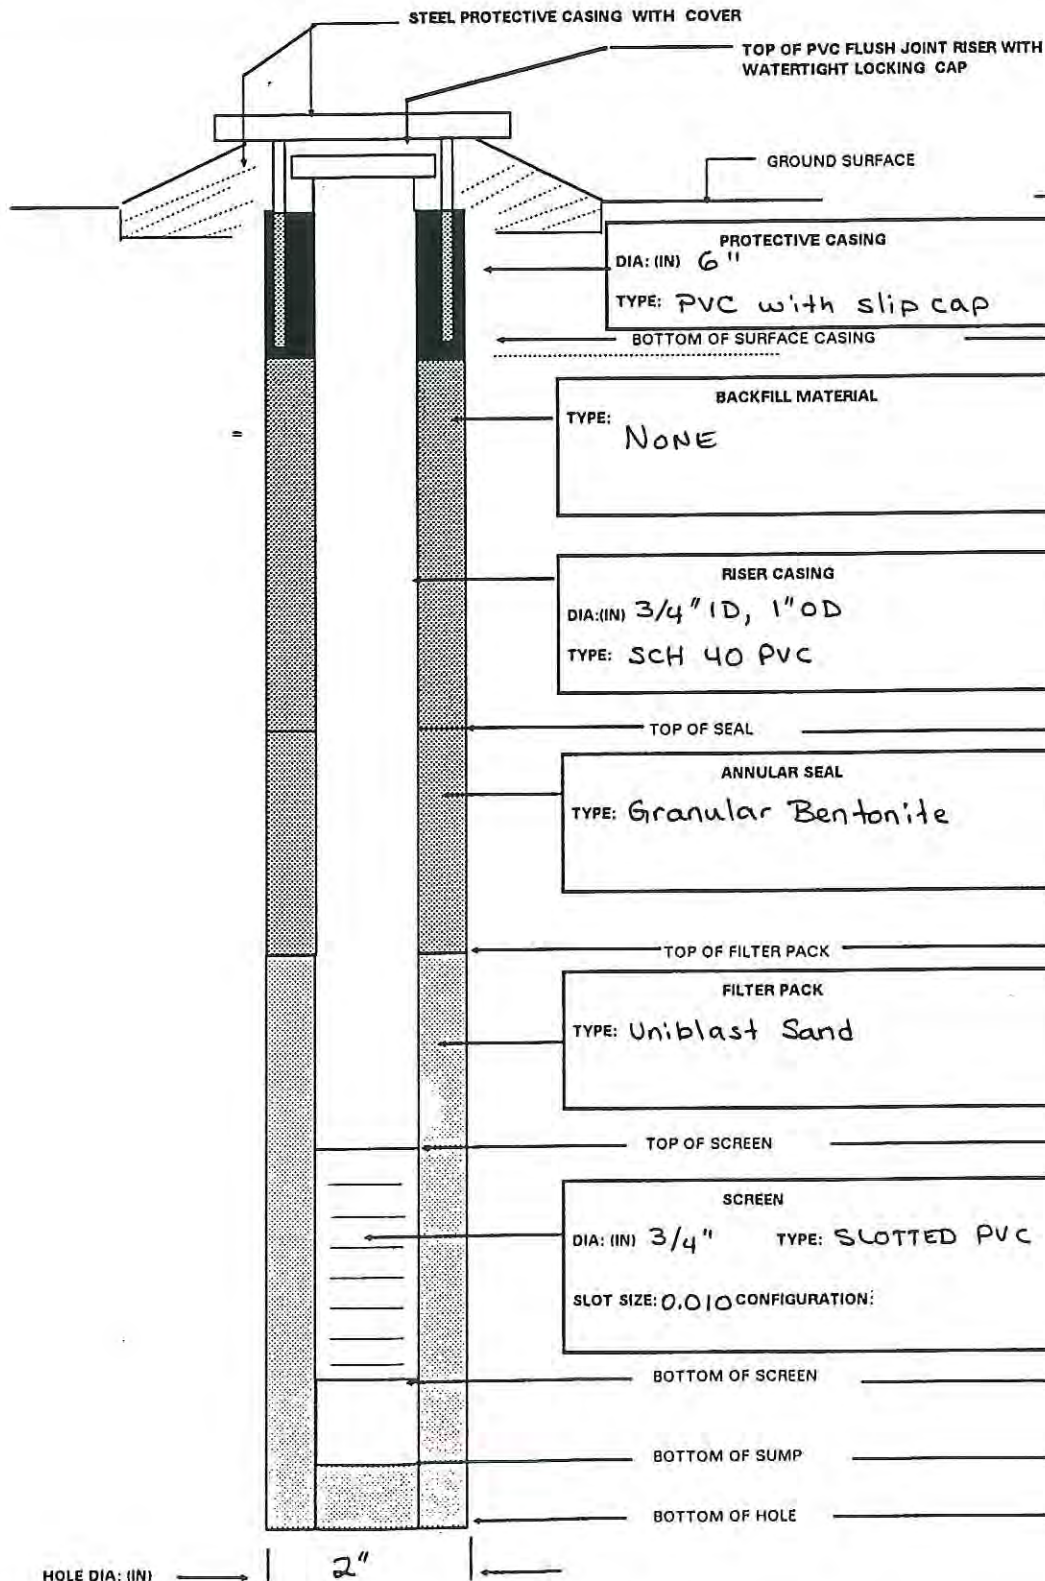 STEEL PROTECTIVE CASING WITH COVER
TOP OF PVC FLUSH JOINT RISER WITH
WATERTIGHT LOCKING CAP
GROUND SURFACE
PROTECTIVE CASING
DIA: (IN) 6"
TYPE: PVC with slip cap
BOTTOM OF SURFACE CASING
BACKFILL MATERIAL
TYPE:
NONE
RISER CASING
DIA:(IN) 3/4" ID, 1" OD
TYPE: SCH 40 PVC
TOP OF SEAL
ANNULAR SEAL
TYPE: Granular Bentonite
TOP OF FILTER PACK
FILTER PACK
TYPE: Uniblast Sand
TOP OF SCREEN
SCREEN
DIA: (IN) 3/4" TYPE: SLOTTED PVC
SLOT SIZE: 0.010 CONFIGURATION:
BOTTOM OF SCREEN
BOTTOM OF SUMP
BOTTOM OF HOLE
HOLE DIA: (IN) 2"